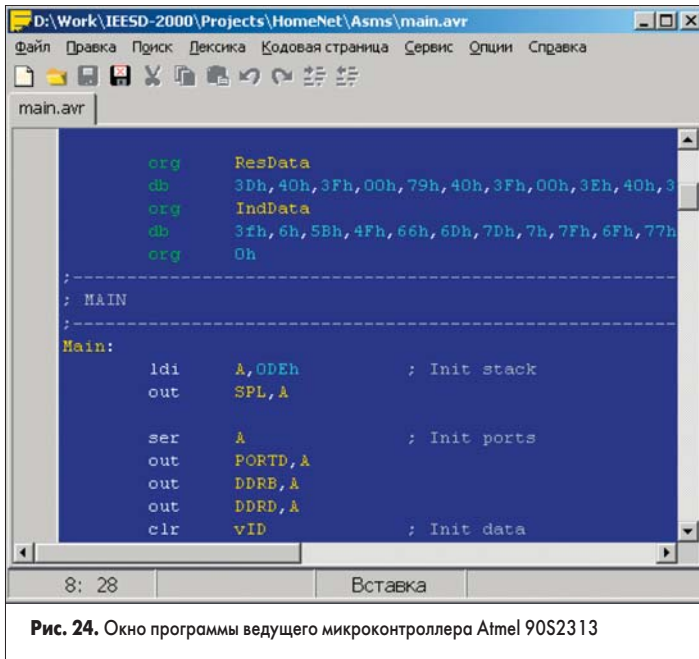 D:\Work\IEESD-2000\Projects\HomeNet\Asms\main.avr
Файл Правка Поиск Лексика Кодовая страница Сервис Опции Справка
main.avr
org ResData
db 3Dh,40h,3Fh,00h,79h,40h,3Fh,00h,3Eh,40h,3
org IndData
db 3fh,6h,5Bh,4Fh,66h,6Dh,7Dh,7h,7Fh,6Fh,77h
org 0h
;--------------------------------------------------------
; MAIN
;--------------------------------------------------------
Main:
ldi A,0DEh ; Init stack
out SPL,A
ser A ; Init ports
out PORTD,A
out DDRB,A
out DDRD,A
clr vID ; Init data
8: 28 Вставка
Рис. 24. Окно программы ведущего микроконтроллера Atmel 90S2313